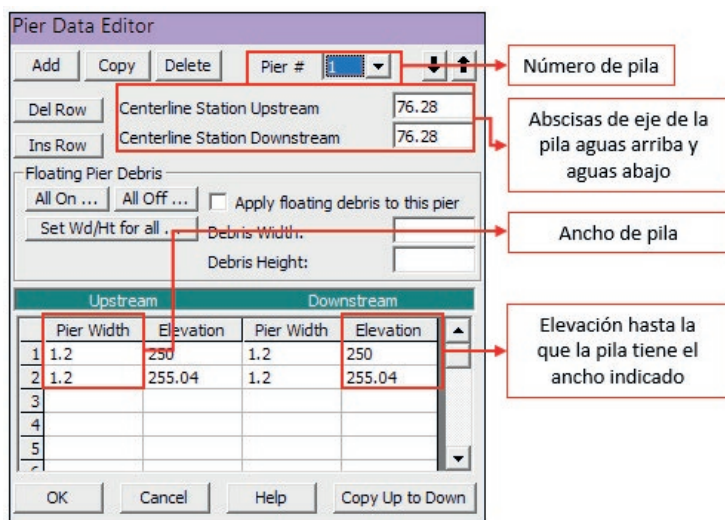 Pier Data Editor
Add Copy Delete Pier # 1
Del Row Centerline Station Upstream 76.28
Ins Row Centerline Station Downstream 76.28
Floating Pier Debris
All On ... All Off ... Apply floating debris to this pier
Set Wd/Ht for all ... Debris Width:
Debris Height:
Upstream Downstream
Pier Width Elevation Pier Width Elevation
1 1.2 250 1.2 250
2 1.2 255.04 1.2 255.04
3
4
5
OK Cancel Help Copy Up to Down
Número de pila
Abscisas de eje de la
pila aguas arriba y
aguas abajo
Ancho de pila
Elevación hasta la
que la pila tiene el
ancho indicado